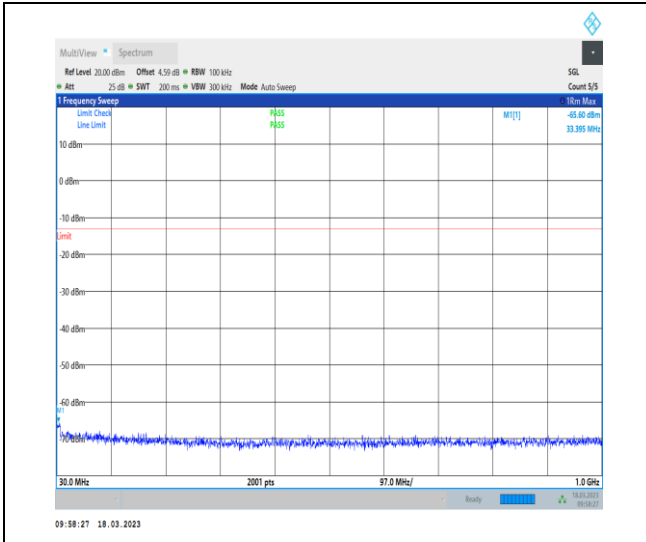 MultiView Spectrum
Ref Level 20.00 dBm Offset 4.59 dB RBW 100 kHz SGL
Att 25 dB SWT 200 ms VBW 300 kHz Mode Auto Sweep Count 5/5
1 Frequency Sweep 1Rm Max
Limit Check PASS M1[1] -65.60 dBm
Line Limit PASS 33.395 MHz
10 dBm
0 dBm
-10 dBm
Limit
-20 dBm
-30 dBm
-40 dBm
-50 dBm
-60 dBm
M1
-70 dBm
30.0 MHz 2001 pts 97.0 MHz/ 1.0 GHz
Ready 18.03.2023
09:58:27
09:58:27 18.03.2023